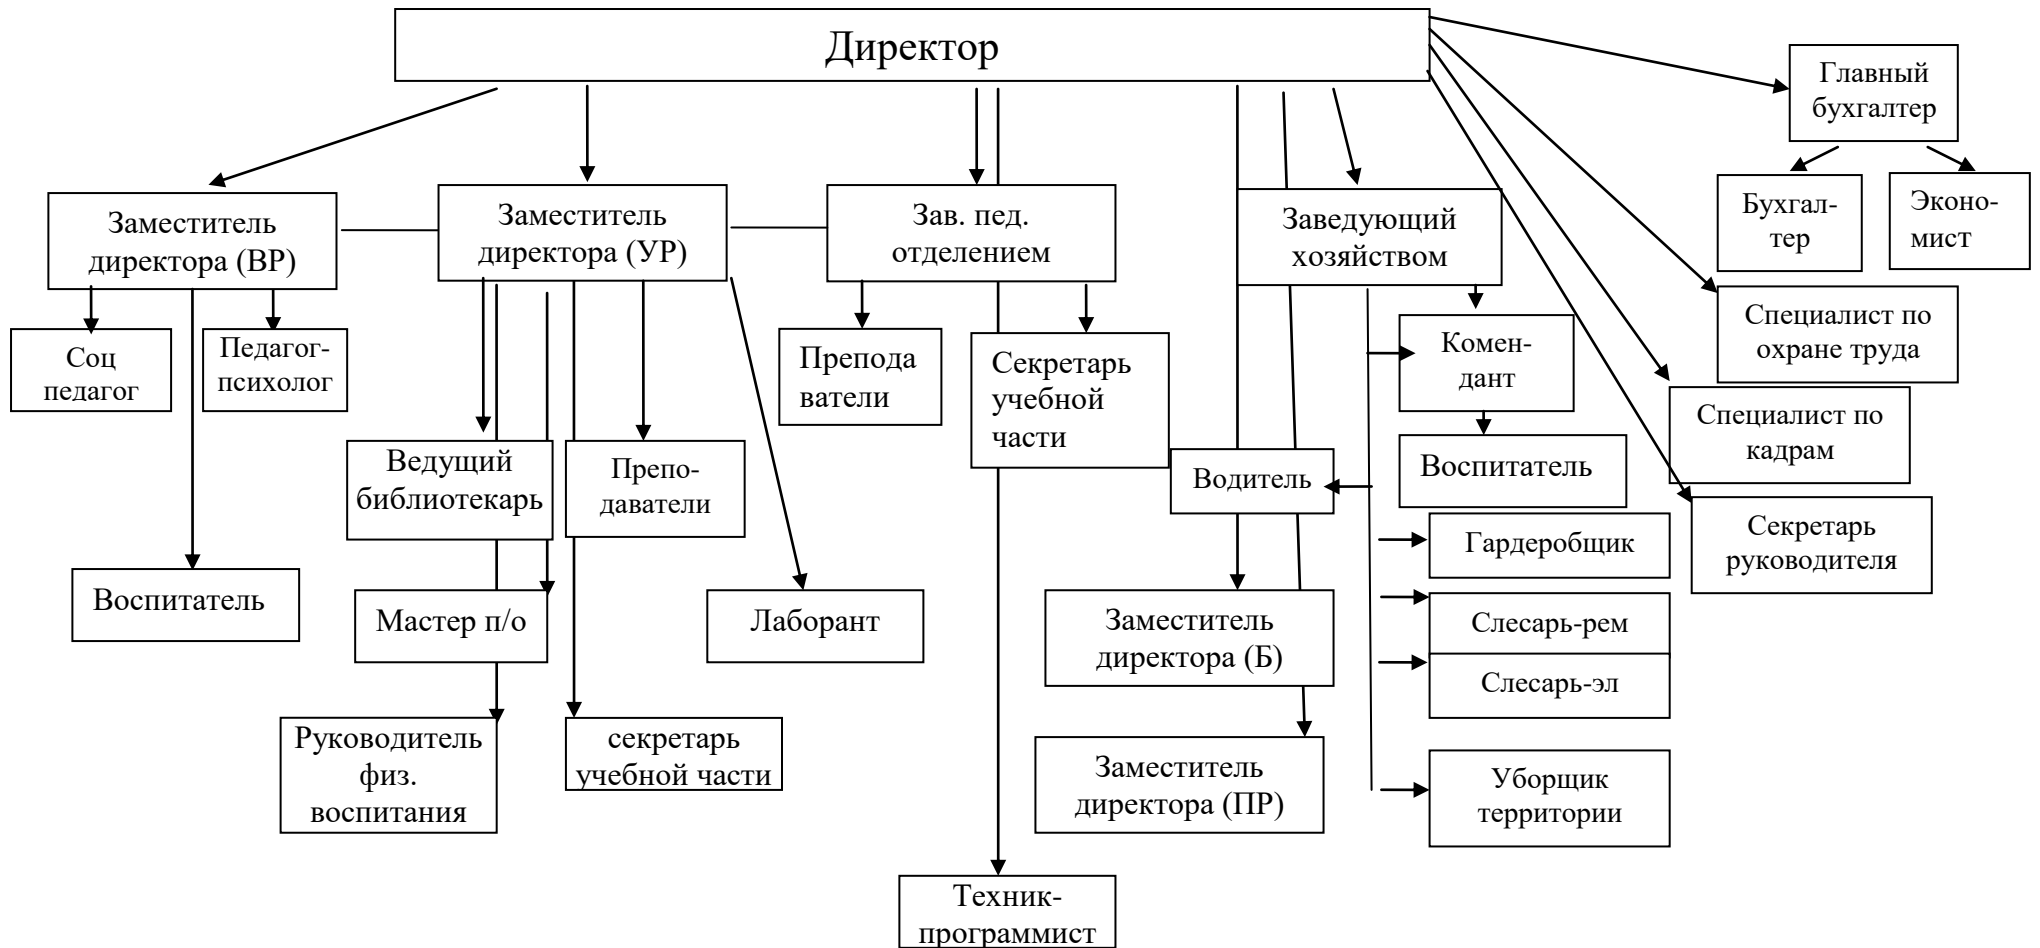 Директор
Главный
бухгалтер
Бухгал-
тер
Эконо-
мист
Заместитель
директора (ВР)
Заместитель
директора (УР)
Зав. пед.
отделением
Заведующий
хозяйством
Соц
педагог
Педагог-
психолог
Препода
ватели
Секретарь
учебной
части
Комен-
дант
Специалист по
охране труда
Специалист по
кадрам
Ведущий
библиотекарь
Препо-
даватели
Водитель
Воспитатель
Гардеробщик
Секретарь
руководителя
Воспитатель
Мастер п/о
Лаборант
Заместитель
директора (Б)
Слесарь-рем
Слесарь-эл
Руководитель
физ.
воспитания
секретарь
учебной части
Заместитель
директора (ПР)
Уборщик
территории
Техник-
программист